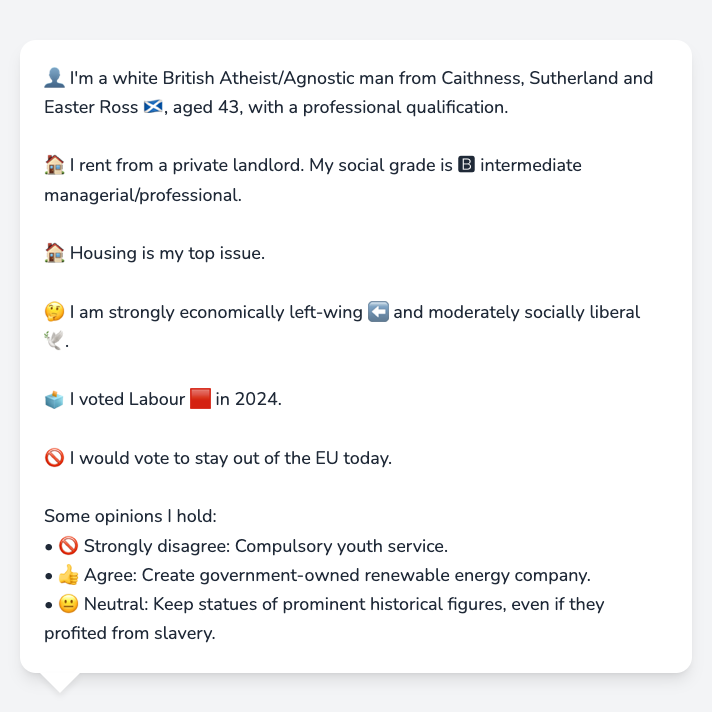 👤 I'm a white British Atheist/Agnostic man from Caithness, Sutherland and
Easter Ross 🏴󠁧󠁢󠁳󠁣󠁴󠁿, aged 43, with a professional qualification.
🏠 I rent from a private landlord. My social grade is 🅱 intermediate
managerial/professional.
🏠 Housing is my top issue.
🤔 I am strongly economically left-wing ⬅️ and moderately socially liberal
🕊️.
🗳️ I voted Labour 🟥 in 2024.
🚫 I would vote to stay out of the EU today.
Some opinions I hold:
• 🚫 Strongly disagree: Compulsory youth service.
• 👍 Agree: Create government-owned renewable energy company.
• 😐 Neutral: Keep statues of prominent historical figures, even if they
profited from slavery.